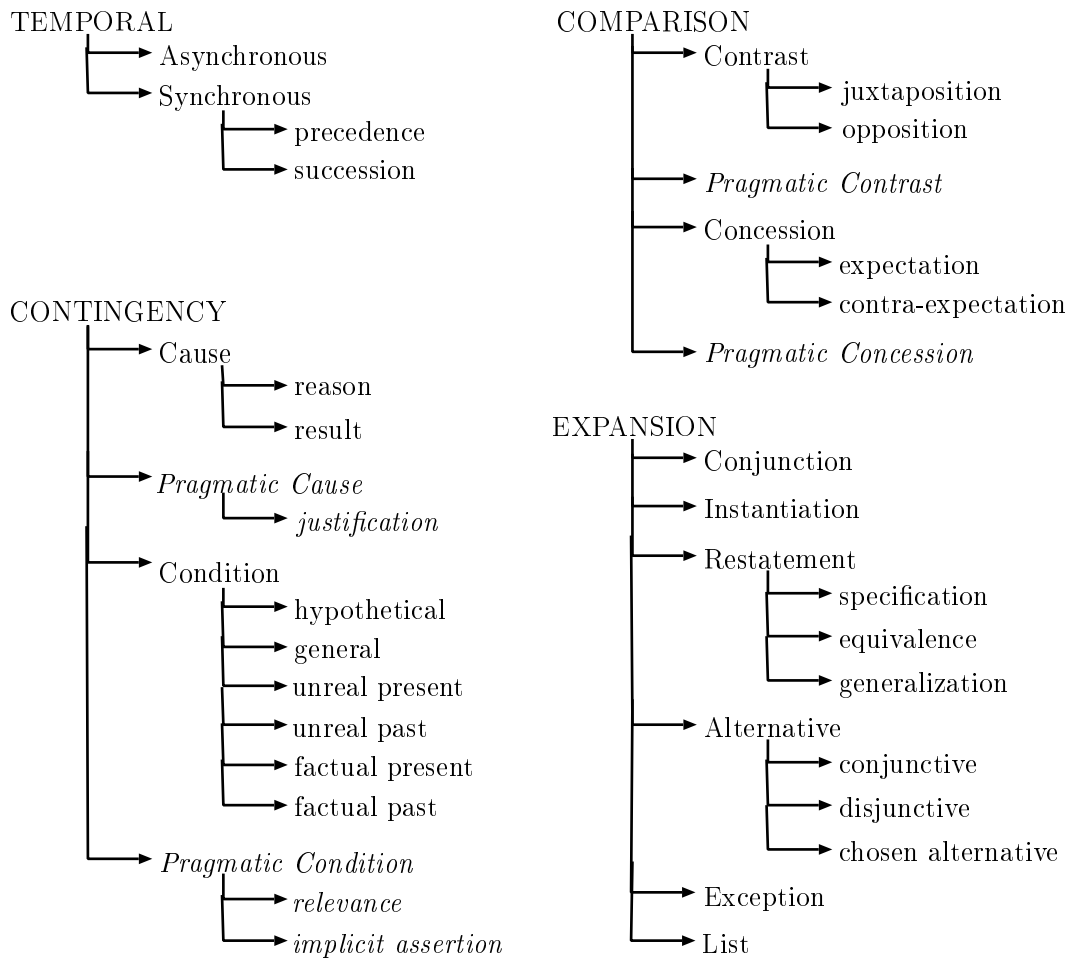 TEMPORAL
Asynchronous
Synchronous
precedence
succession
CONTINGENCY
Cause
reason
result
Pragmatic Cause
justification
Condition
hypothetical
general
unreal present
unreal past
factual present
factual past
Pragmatic Condition
relevance
implicit assertion
COMPARISON
Contrast
juxtaposition
opposition
Pragmatic Contrast
Concession
expectation
contra-expectation
Pragmatic Concession
EXPANSION
Conjunction
Instantiation
Restatement
specification
equivalence
generalization
Alternative
conjunctive
disjunctive
chosen alternative
Exception
List